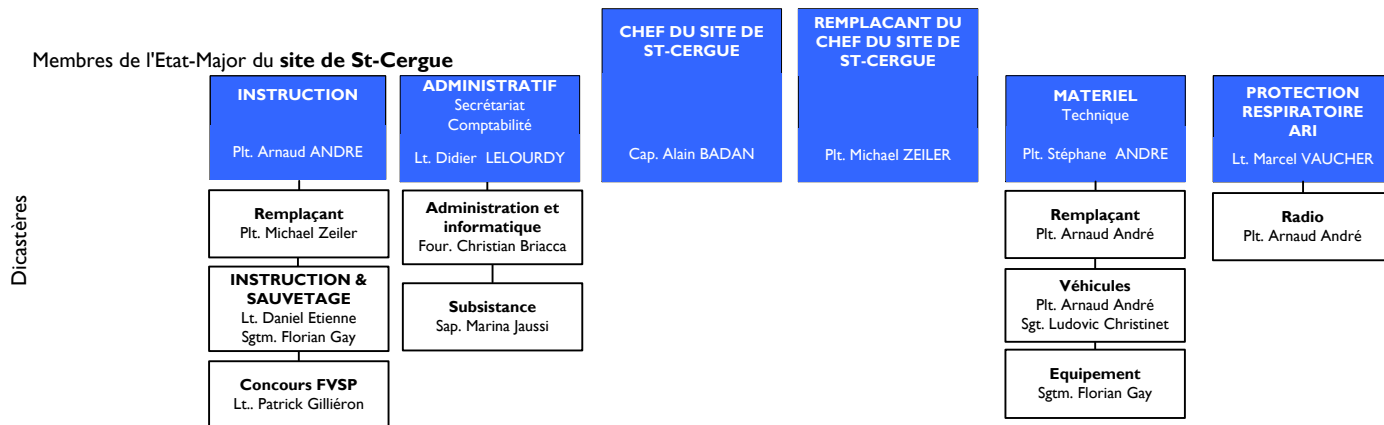 Membres de l'Etat-Major du site de St-Cergue
Dicastères
INSTRUCTION
Plt. Arnaud ANDRE
Remplaçant
Plt. Michael Zeiler
INSTRUCTION &
SAUVETAGE
Lt. Daniel Etienne
Sgtm. Florian Gay
Concours FVSP
Lt.. Patrick Gilliéron
ADMINISTRATIF
Secrétariat
Comptabilité
Lt. Didier LELOURDY
Administration et
informatique
Four. Christian Briacca
Subsistance
Sap. Marina Jaussi
CHEF DU SITE DE
ST-CERGUE
Cap. Alain BADAN
REMPLACANT DU
CHEF DU SITE DE
ST-CERGUE
Plt. Michael ZEILER
MATERIEL
Technique
Plt. Stéphane ANDRE
Remplaçant
Plt. Arnaud André
Véhicules
Plt. Arnaud André
Sgt. Ludovic Christinet
Equipement
Sgtm. Florian Gay
PROTECTION
RESPIRATOIRE
ARI
Lt. Marcel VAUCHER
Radio
Plt. Arnaud André